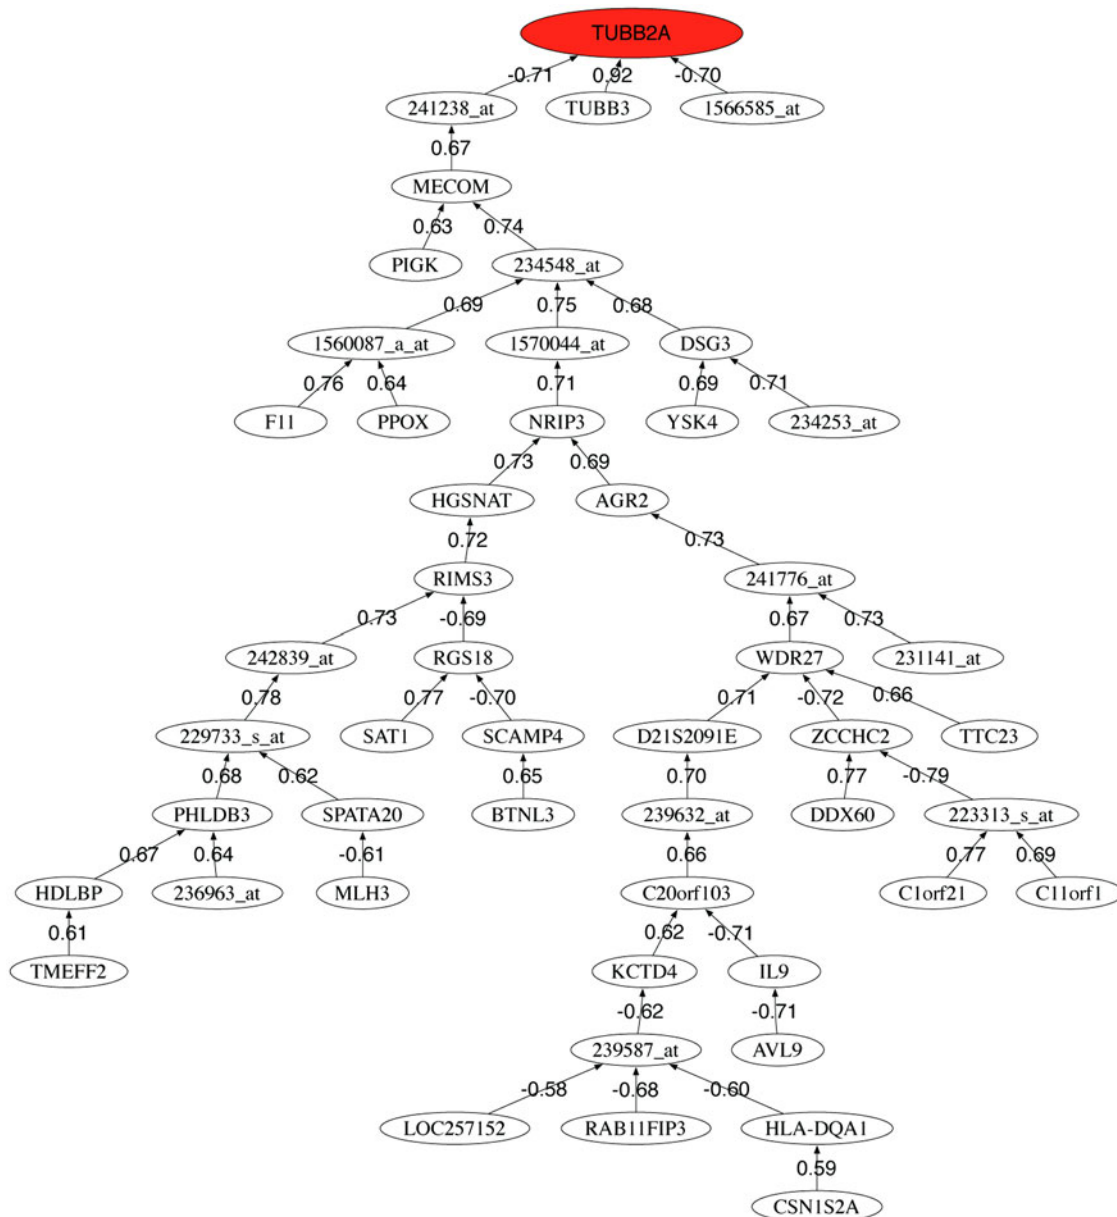 TUBB2A
-0.71 0.92 -0.70
241238_at TUBB3 1566585_at
0.67
MECOM
0.63 0.74
PIGK 234548_at
0.69 0.75 0.68
1560087_a_at 1570044_at DSG3
0.76 0.64 0.71 0.69 0.71
F11 PPOX NRIP3 YSK4 234253_at
0.73 0.69
HGSNAT AGR2
0.72 0.73
RIMS3 241776_at
0.73 -0.69 0.67 0.73
242839_at RGS18 WDR27 231141_at
0.78 0.77 -0.70 0.71 -0.72 0.66
229733_s_at SAT1 SCAMP4 D21S2091E ZCCHC2 TTC23
0.68 0.62 0.65 0.70 0.77 -0.79
PHLDB3 SPATA20 BTNL3 239632_at DDX60 223313_s_at
0.67 0.64 -0.61 0.66 0.77 0.69
HDLBP 236963_at MLH3 C20orf103 C1orf21 C11orf1
0.61 0.62 -0.71
TMEFF2 KCTD4 IL9
-0.62 -0.71
239587_at AVL9
-0.58 -0.68 -0.60
LOC257152 RAB11FIP3 HLA-DQA1
0.59
CSN1S2A